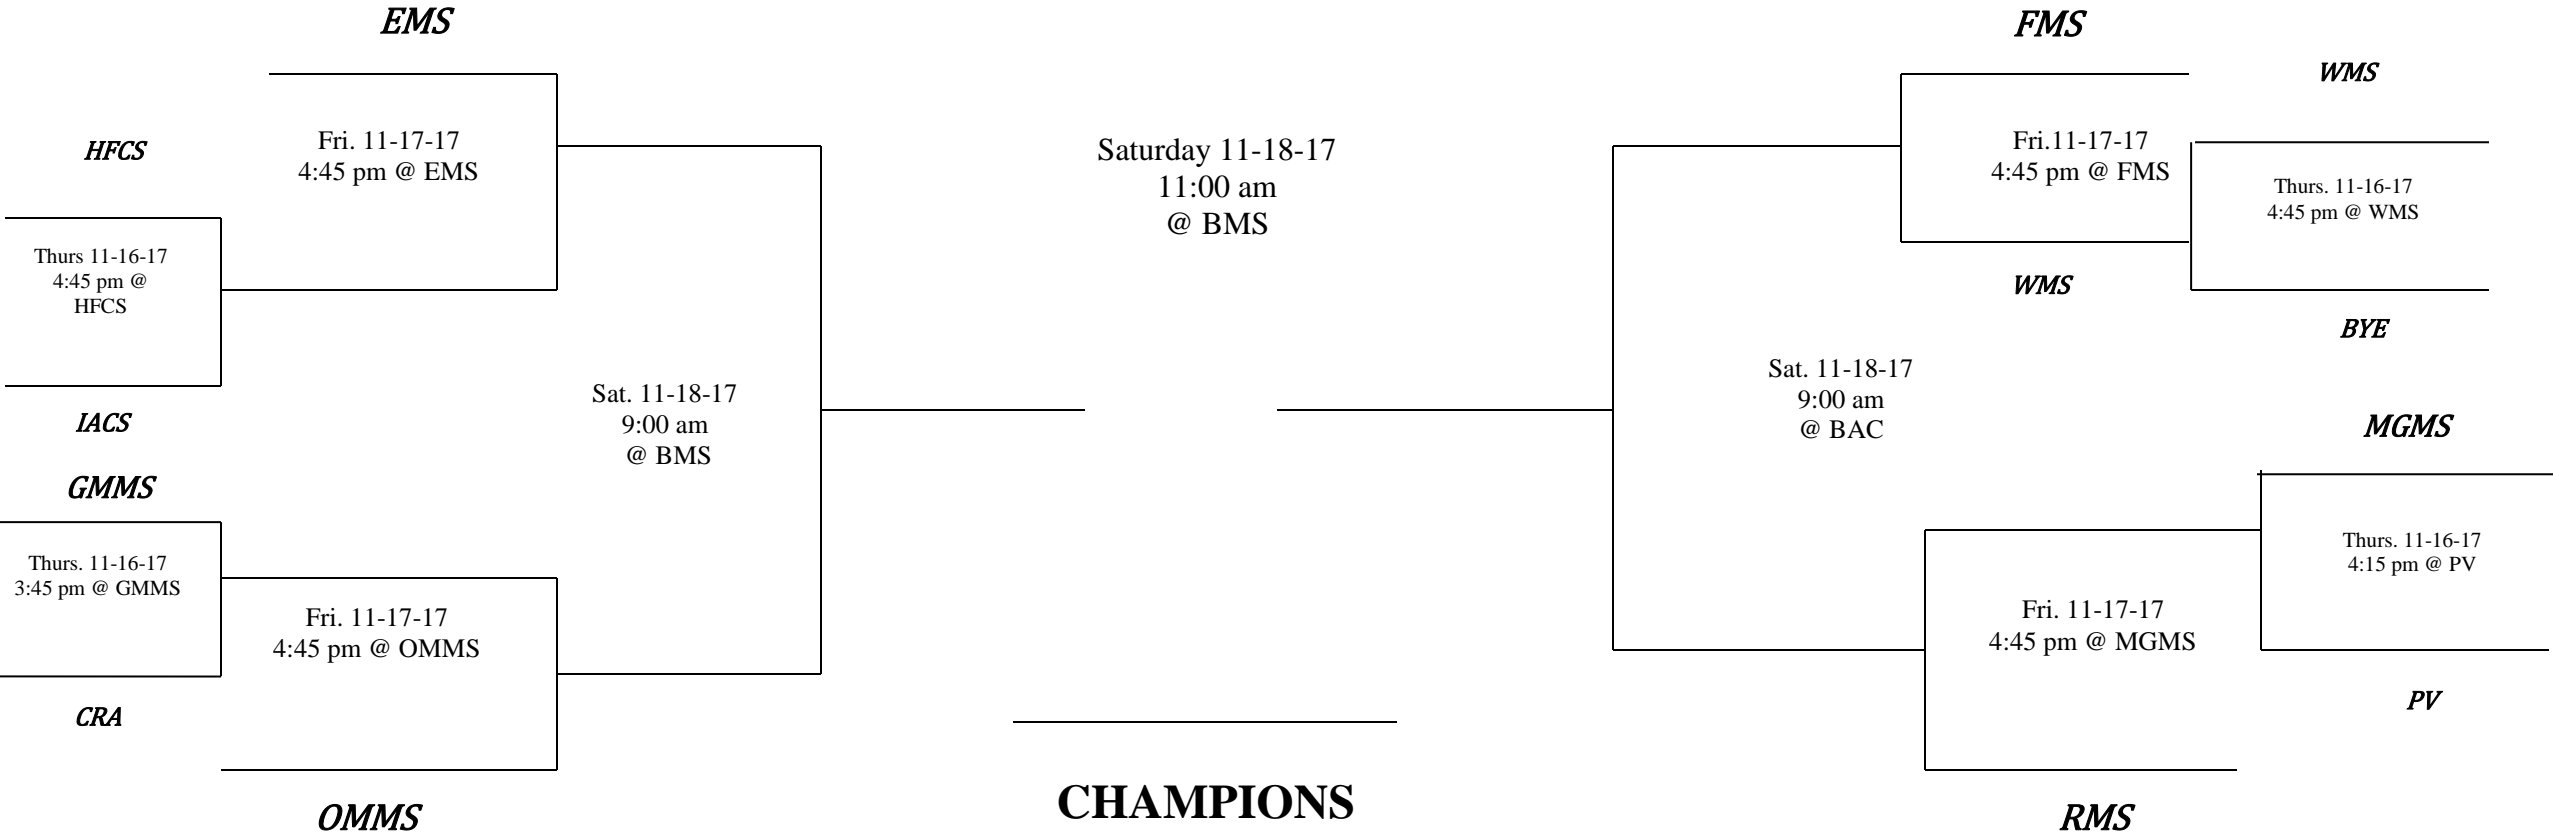 EMS
FMS
WMS
HFCS
Fri. 11-17-17
4:45 pm @ EMS
Saturday 11-18-17
11:00 am
@ BMS
Fri.11-17-17
4:45 pm @ FMS
Thurs. 11-16-17
4:45 pm @ WMS
Thurs 11-16-17
4:45 pm @
HFCS
WMS
BYE
IACS
Sat. 11-18-17
9:00 am
@ BMS
Sat. 11-18-17
9:00 am
@ BAC
MGMS
GMMS
Thurs. 11-16-17
3:45 pm @ GMMS
Thurs. 11-16-17
4:15 pm @ PV
Fri. 11-17-17
4:45 pm @ OMMS
Fri. 11-17-17
4:45 pm @ MGMS
CRA
PV
CHAMPIONS
OMMS
RMS